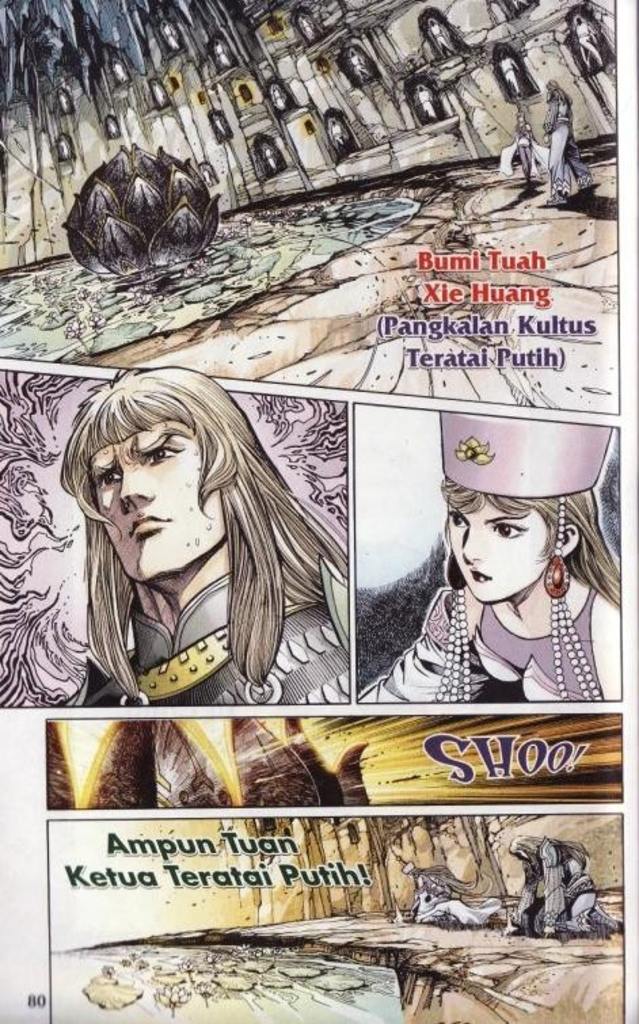 Bumi Tuah
Xie Huang
(Pangkalan Kultus
Teratai Putih)
SHOO!
Ampun Tuan
Ketua Teratai Putih!
80